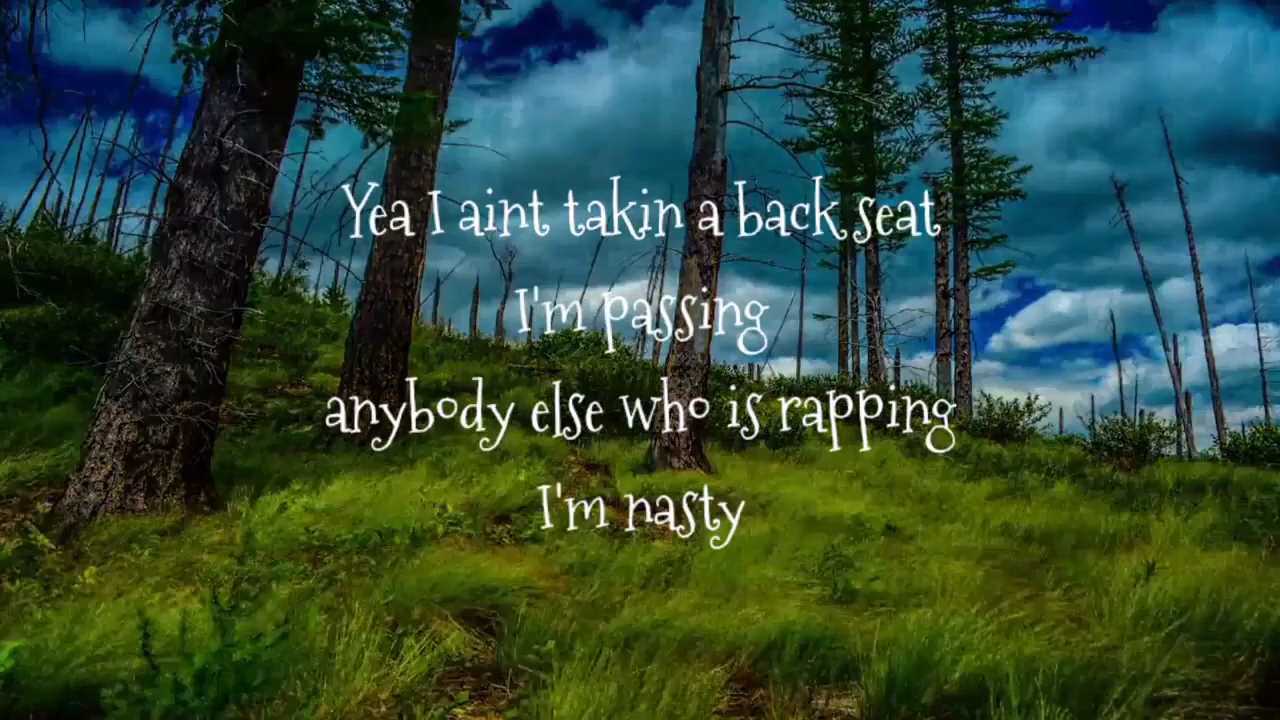 Yea I aint takin a back seat
I'm passing
anybody else who is rapping
I'm nasty